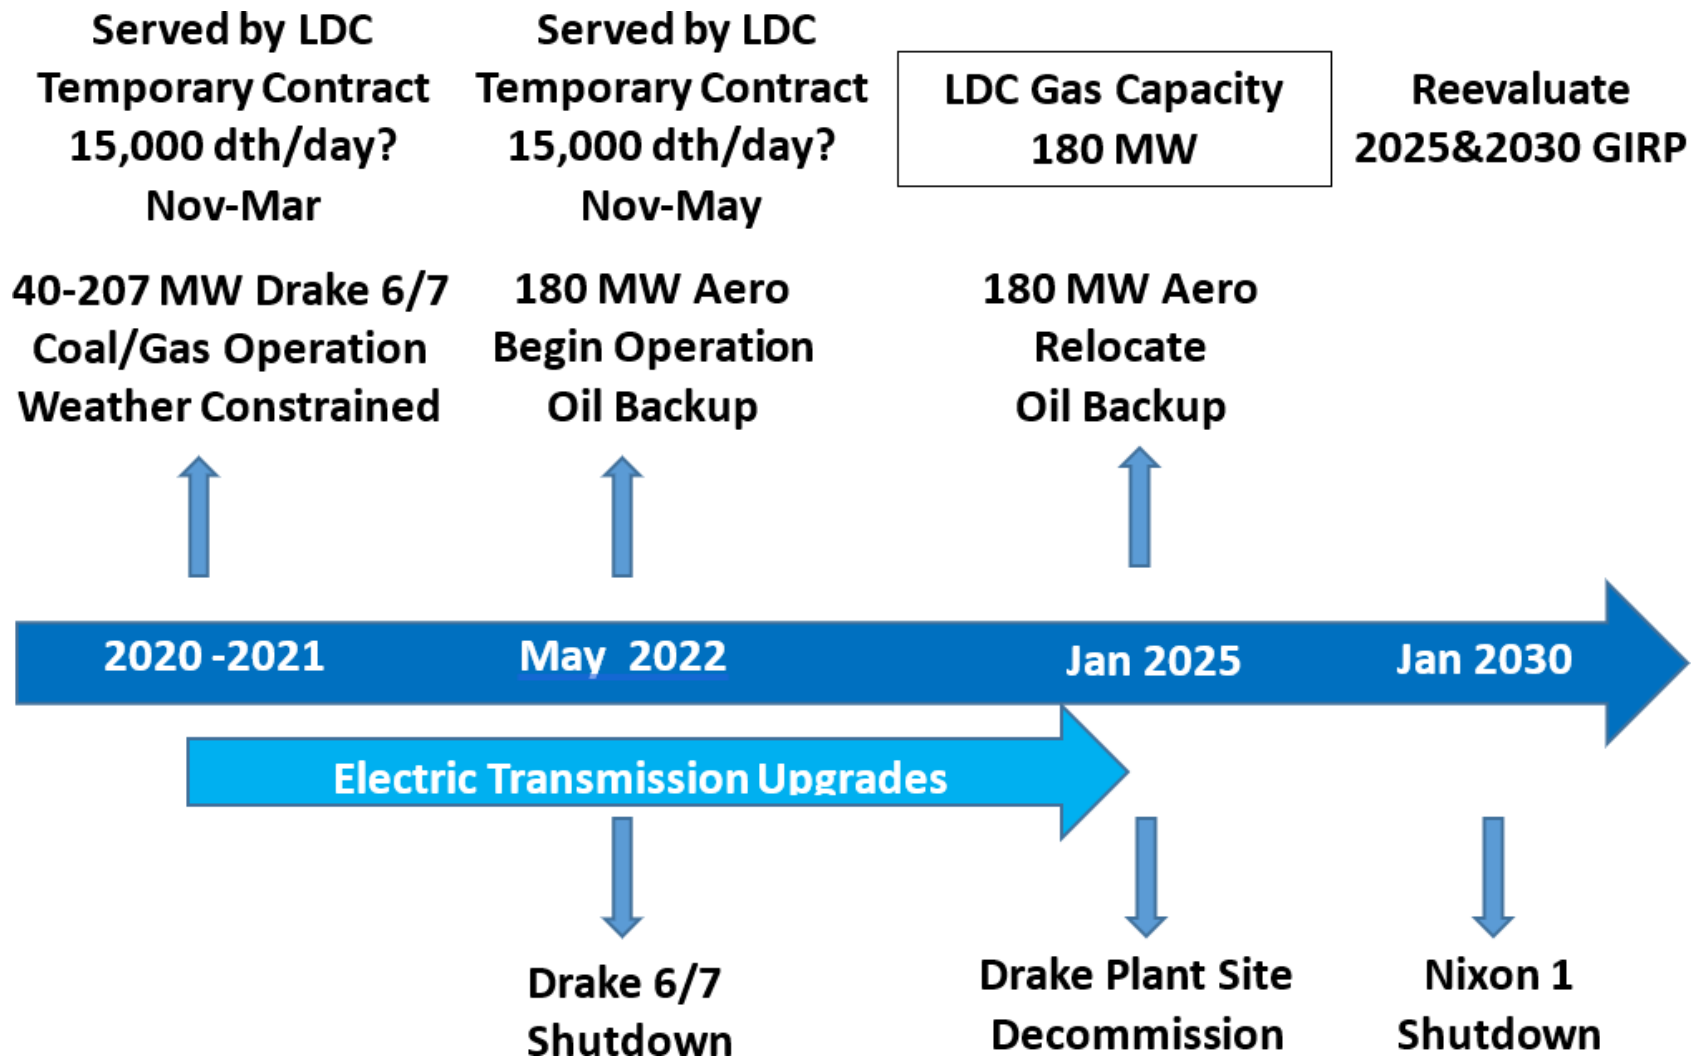 Served by LDC
Temporary Contract
15,000 dth/day?
Nov-Mar
Served by LDC
Temporary Contract
15,000 dth/day?
Nov-May
LDC Gas Capacity
180 MW
Reevaluate
2025&2030 GIRP
40-207 MW Drake 6/7
Coal/Gas Operation
Weather Constrained
180 MW Aero
Begin Operation
Oil Backup
180 MW Aero
Relocate
Oil Backup
2020 -2021
May 2022
Jan 2025
Jan 2030
Electric Transmission Upgrades
Drake 6/7
Shutdown
Drake Plant Site
Decommission
Nixon 1
Shutdown